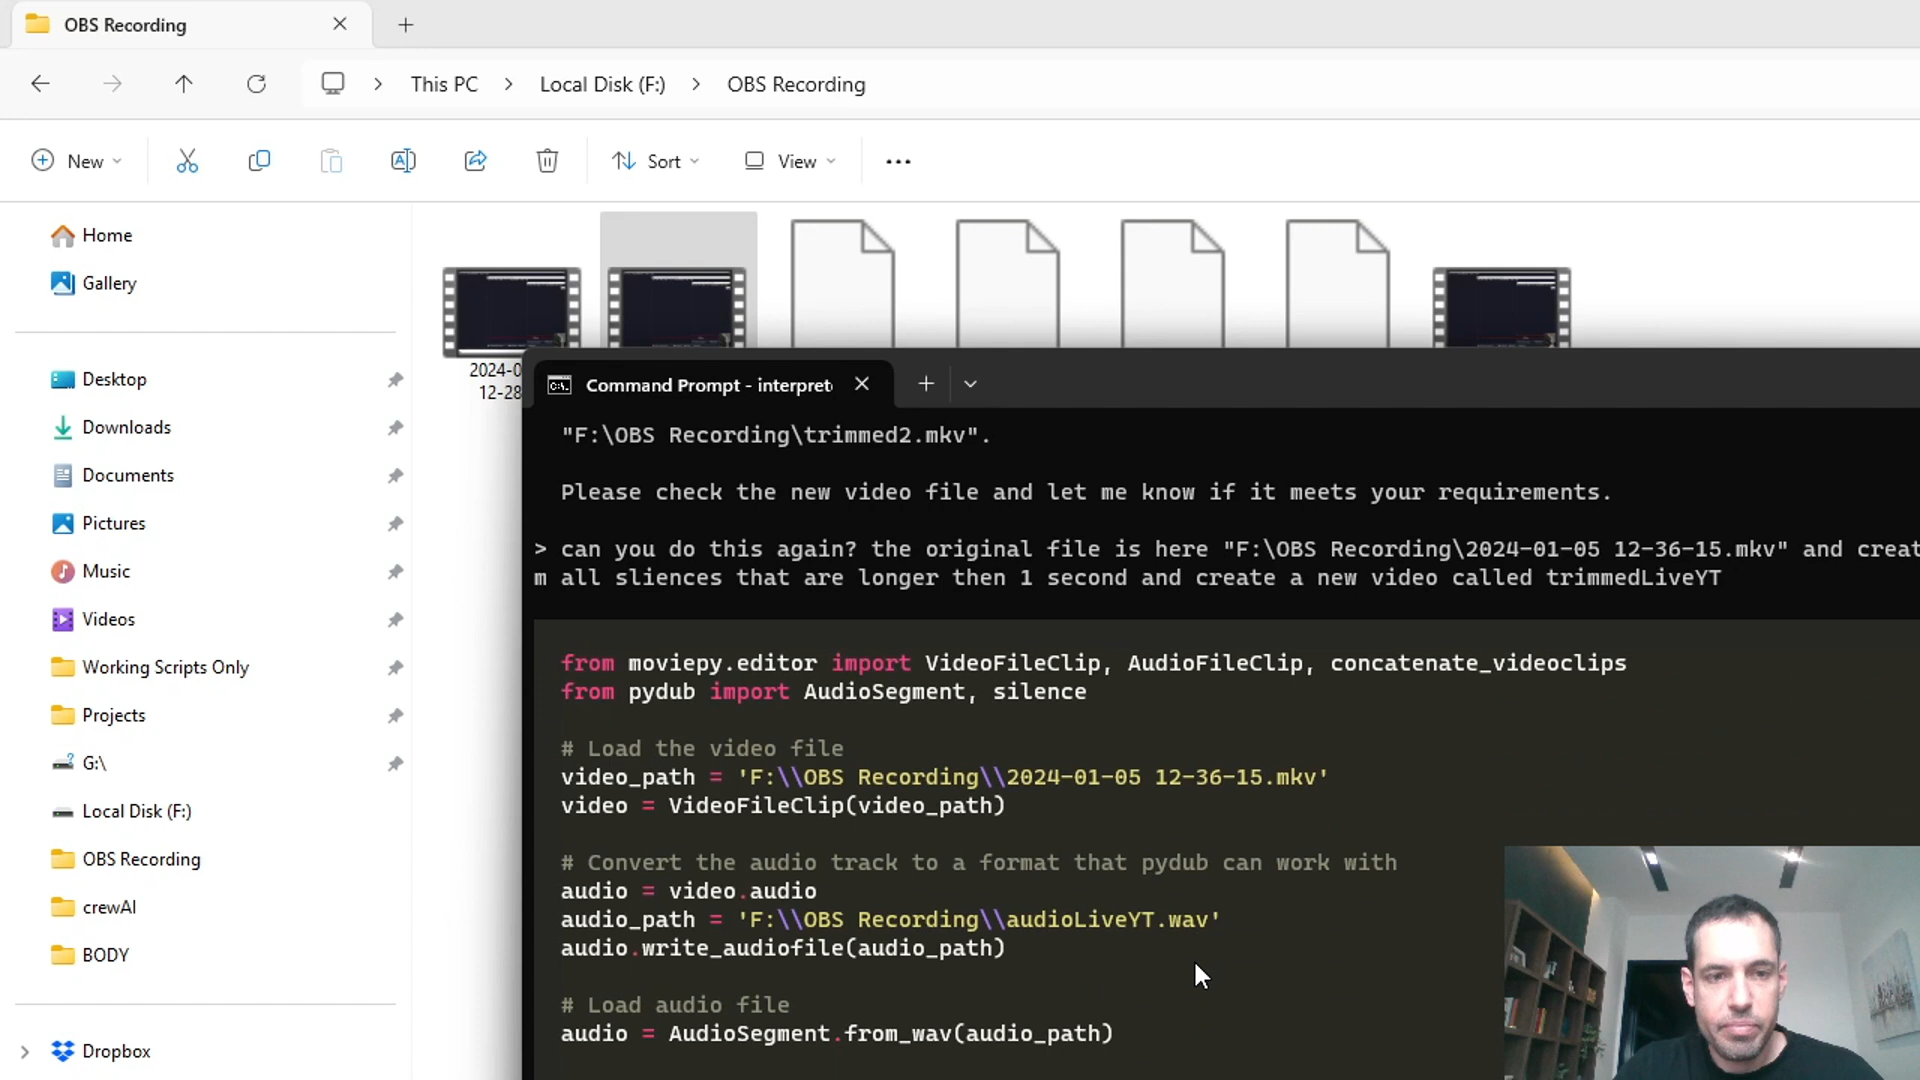 OBS Recording
This PC > Local Disk (F:) > OBS Recording
New
Sort
View
Home
Gallery
Desktop
Downloads
Documents
Pictures
Music
Videos
Working Scripts Only
Projects
G:\
Local Disk (F:)
OBS Recording
crewAI
BODY
Dropbox
2024-0
12-28
Command Prompt - interpret
"F:\OBS Recording\trimmed2.mkv".
Please check the new video file and let me know if it meets your requirements.
> can you do this again? the original file is here "F:\OBS Recording\2024-01-05 12-36-15.mkv" and creat
m all sliences that are longer then 1 second and create a new video called trimmedLiveYT
from moviepy.editor import VideoFileClip, AudioFileClip, concatenate_videoclips
from pydub import AudioSegment, silence
# Load the video file
video_path = 'F:\\OBS Recording\\2024-01-05 12-36-15.mkv'
video = VideoFileClip(video_path)
# Convert the audio track to a format that pydub can work with
audio = video.audio
audio_path = 'F:\\OBS Recording\\audioLiveYT.wav'
audio.write_audiofile(audio_path)
# Load audio file
audio = AudioSegment.from_wav(audio_path)